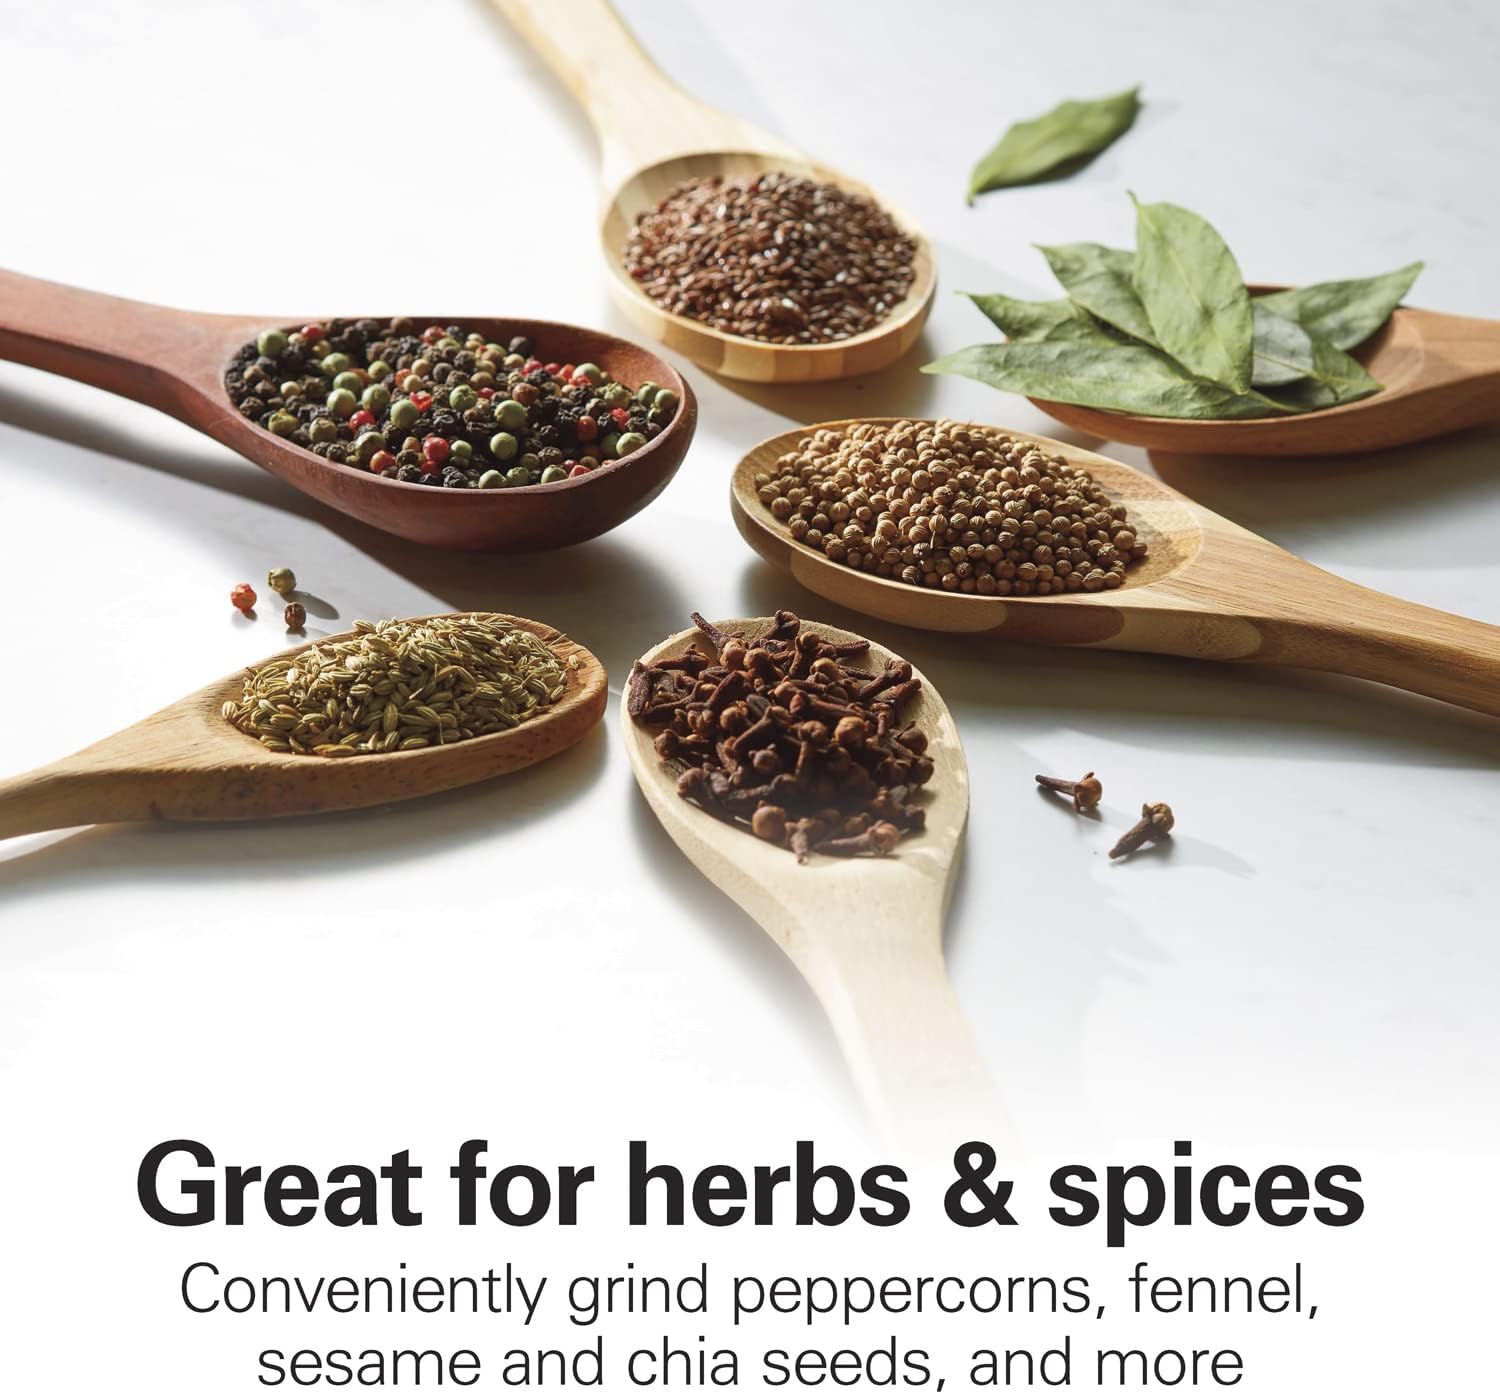 Great for herbs & spices
Conveniently grind peppercorns, fennel,
sesame and chia seeds, and more